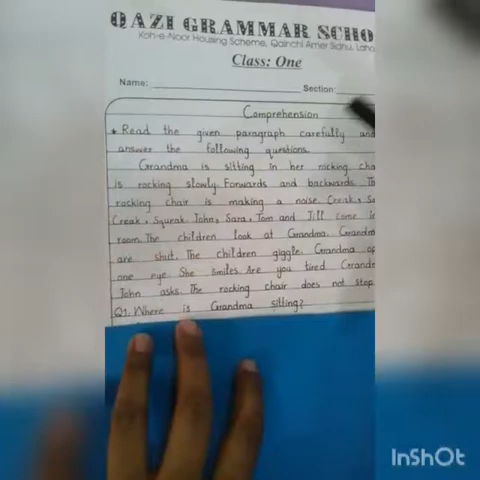 QAZI GRAMMAR SCHO
Koh-e-Noor Housing Scheme, Qainchi Amer Sidhu, Laho
Class: One
Name: Section:
Comprehension
* Read the given paragraph carefully and
answer the following questions.
Grandma is sitting in her rocking cha
is rocking slowly. Forwards and backwards. Th
rocking chair is making a noise. Creak, Sq
Creak, Squeak. John, Sara, Tom and Jill come in
room. The children look at Grandma. Grandm
are shut. The children giggle. Grandma op
one eye. She smiles. Are you tired Grand
John asks. The rocking chair does not stop.
Q1. Where is Grandma sitting?
InShOt